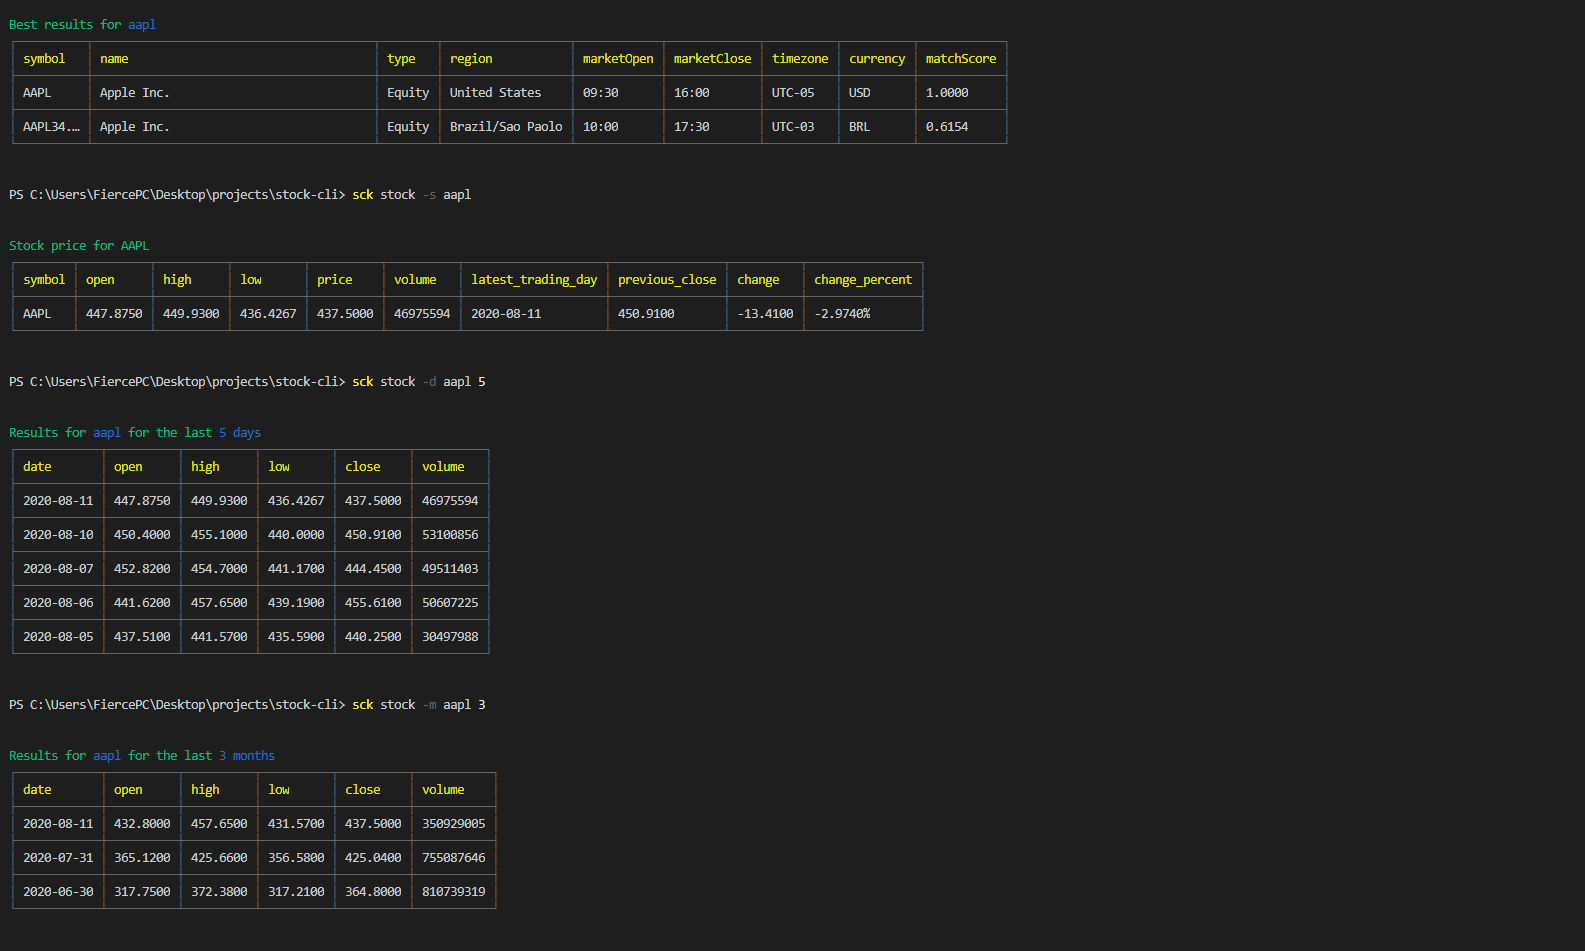 Best results for aapl
symbol name type region marketOpen marketClose timezone currency matchScore
AAPL Apple Inc. Equity United States 09:30 16:00 UTC-05 USD 1.0000
AAPL34.… Apple Inc. Equity Brazil/Sao Paolo 10:00 17:30 UTC-03 BRL 0.6154
PS C:\Users\FiercePC\Desktop\projects\stock-cli> sck stock -s aapl
Stock price for AAPL
symbol open high low price volume latest_trading_day previous_close change change_percent
AAPL 447.8750 449.9300 436.4267 437.5000 46975594 2020-08-11 450.9100 -13.4100 -2.9740%
PS C:\Users\FiercePC\Desktop\projects\stock-cli> sck stock -d aapl 5
Results for aapl for the last 5 days
date open high low close volume
2020-08-11 447.8750 449.9300 436.4267 437.5000 46975594
2020-08-10 450.4000 455.1000 440.0000 450.9100 53100856
2020-08-07 452.8200 454.7000 441.1700 444.4500 49511403
2020-08-06 441.6200 457.6500 439.1900 455.6100 50607225
2020-08-05 437.5100 441.5700 435.5900 440.2500 30497988
PS C:\Users\FiercePC\Desktop\projects\stock-cli> sck stock -m aapl 3
Results for aapl for the last 3 months
date open high low close volume
2020-08-11 432.8000 457.6500 431.5700 437.5000 350929005
2020-07-31 365.1200 425.6600 356.5800 425.0400 755087646
2020-06-30 317.7500 372.3800 317.2100 364.8000 810739319